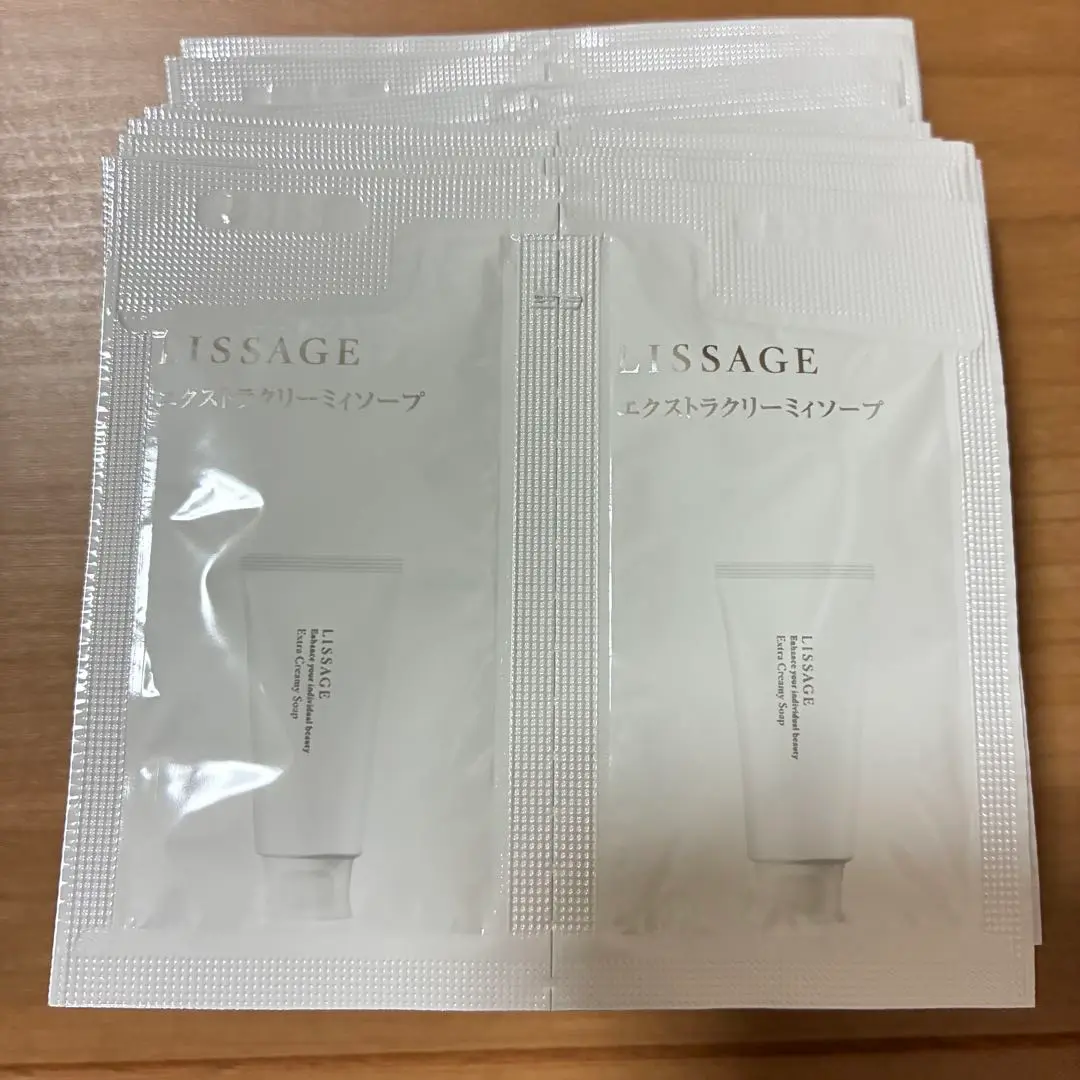 LISSAGE
エクストラクリーミィソープ
LISSAGE
Enhance your individual beauty
Extra Creamy Soap
LISSAGE
エクストラクリーミィソープ
LISSAGE
Enhance your individual beauty
Extra Creamy Soap